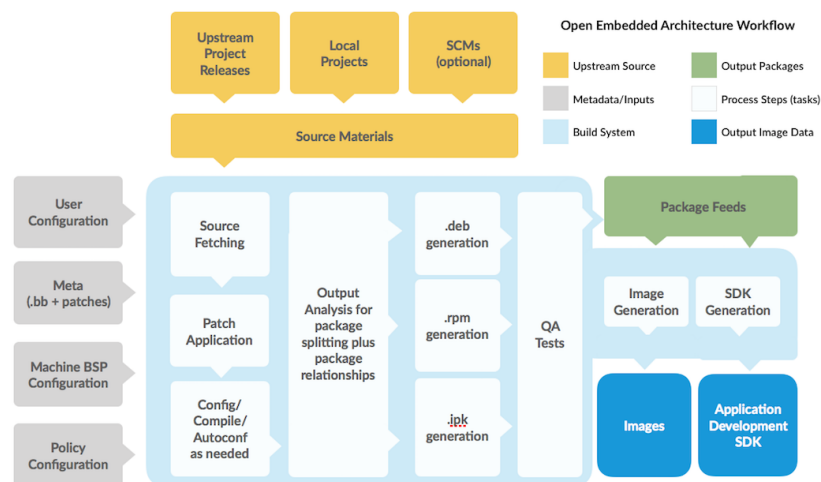 Open Embedded Architecture Workflow
Upstream
Project
Releases
Local
Projects
SCMs
(optional)
Upstream Source
Output Packages
Metadata/Inputs
Process Steps (tasks)
Build System
Output Image Data
Source Materials
User
Configuration
Meta
(.bb + patches)
Machine BSP
Configuration
Policy
Configuration
Source
Fetching
Patch
Application
Config/
Compile/
Autoconf
as needed
Output
Analysis for
package
splitting plus
package
relationships
.deb
generation
.rpm
generation
.ipk
generation
QA
Tests
Package Feeds
Image
Generation
SDK
Generation
Images
Application
Development
SDK